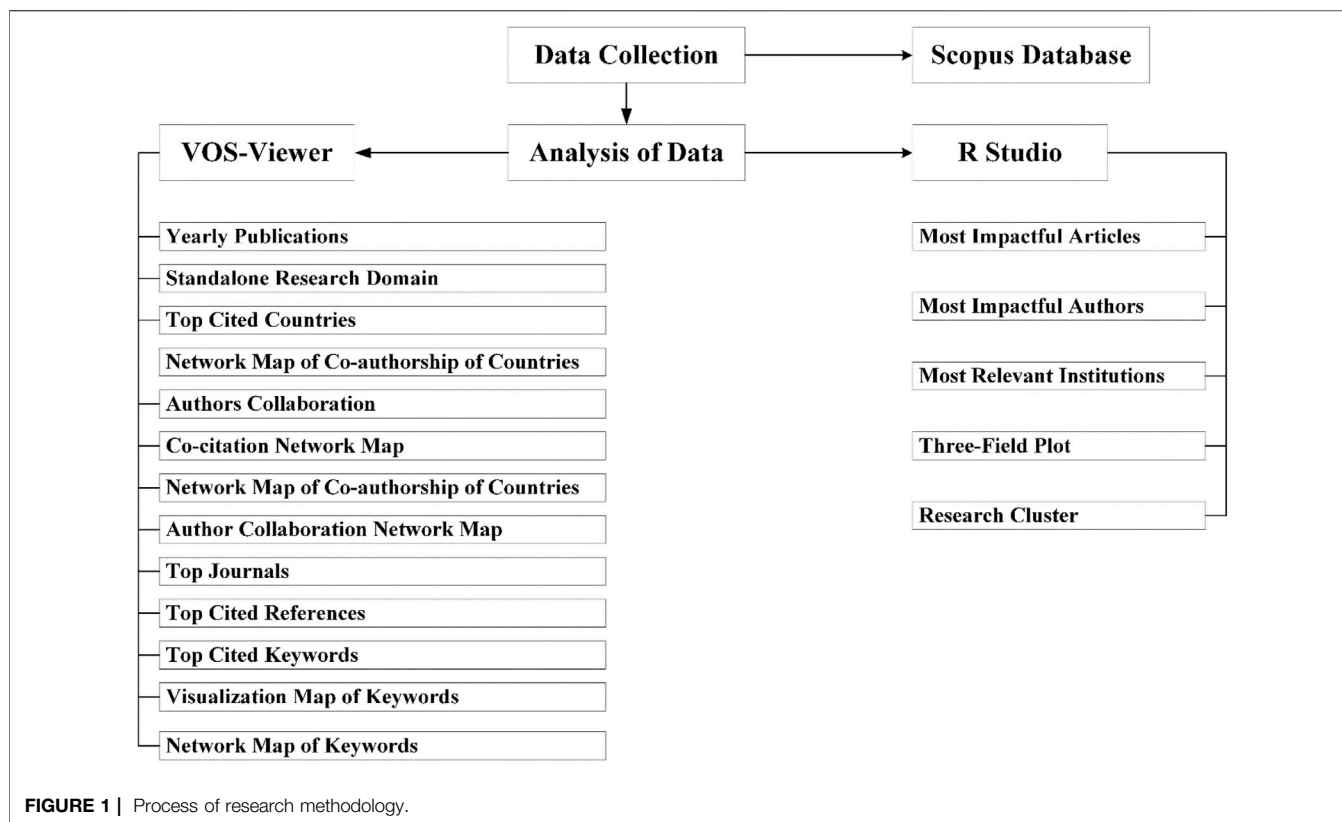 Data Collection
Scopus Database
VOS-Viewer
Analysis of Data
R Studio
Yearly Publications
Standalone Research Domain
Top Cited Countries
Network Map of Co-authorship of Countries
Authors Collaboration
Co-citation Network Map
Network Map of Co-authorship of Countries
Author Collaboration Network Map
Top Journals
Top Cited References
Top Cited Keywords
Visualization Map of Keywords
Network Map of Keywords
Most Impactful Articles
Most Impactful Authors
Most Relevant Institutions
Three-Field Plot
Research Cluster
FIGURE 1 | Process of research methodology.